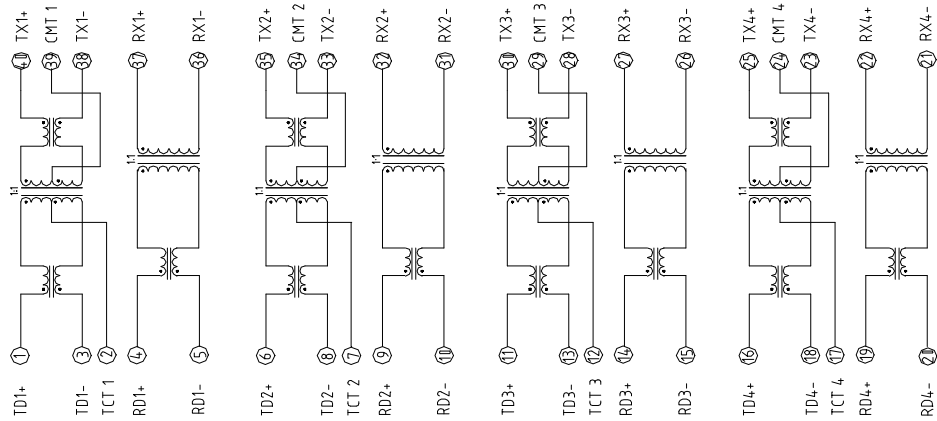 TX1+ CMT 1 TX1- RX1+ RX1- TX2+ CMT 2 TX2- RX2+ RX2- TX3+ CMT 3 TX3- RX3+ RX3- TX4+ CMT 4 TX4- RX4+ RX4-
40 39 38 37 36 35 34 33 32 31 30 29 28 27 26 25 24 23 22 21
1:1 1:1 1:1 1:1 1:1 1:1 1:1 1:1
1 3 2 4 5 6 8 7 9 10 11 13 12 14 15 16 18 17 19 20
TD1+ TD1- TCT 1 RD1+ RD1- TD2+ TD2- TCT 2 RD2+ RD2- TD3+ TD3- TCT 3 RD3+ RD3- TD4+ TD4- TCT 4 RD4+ RD4-